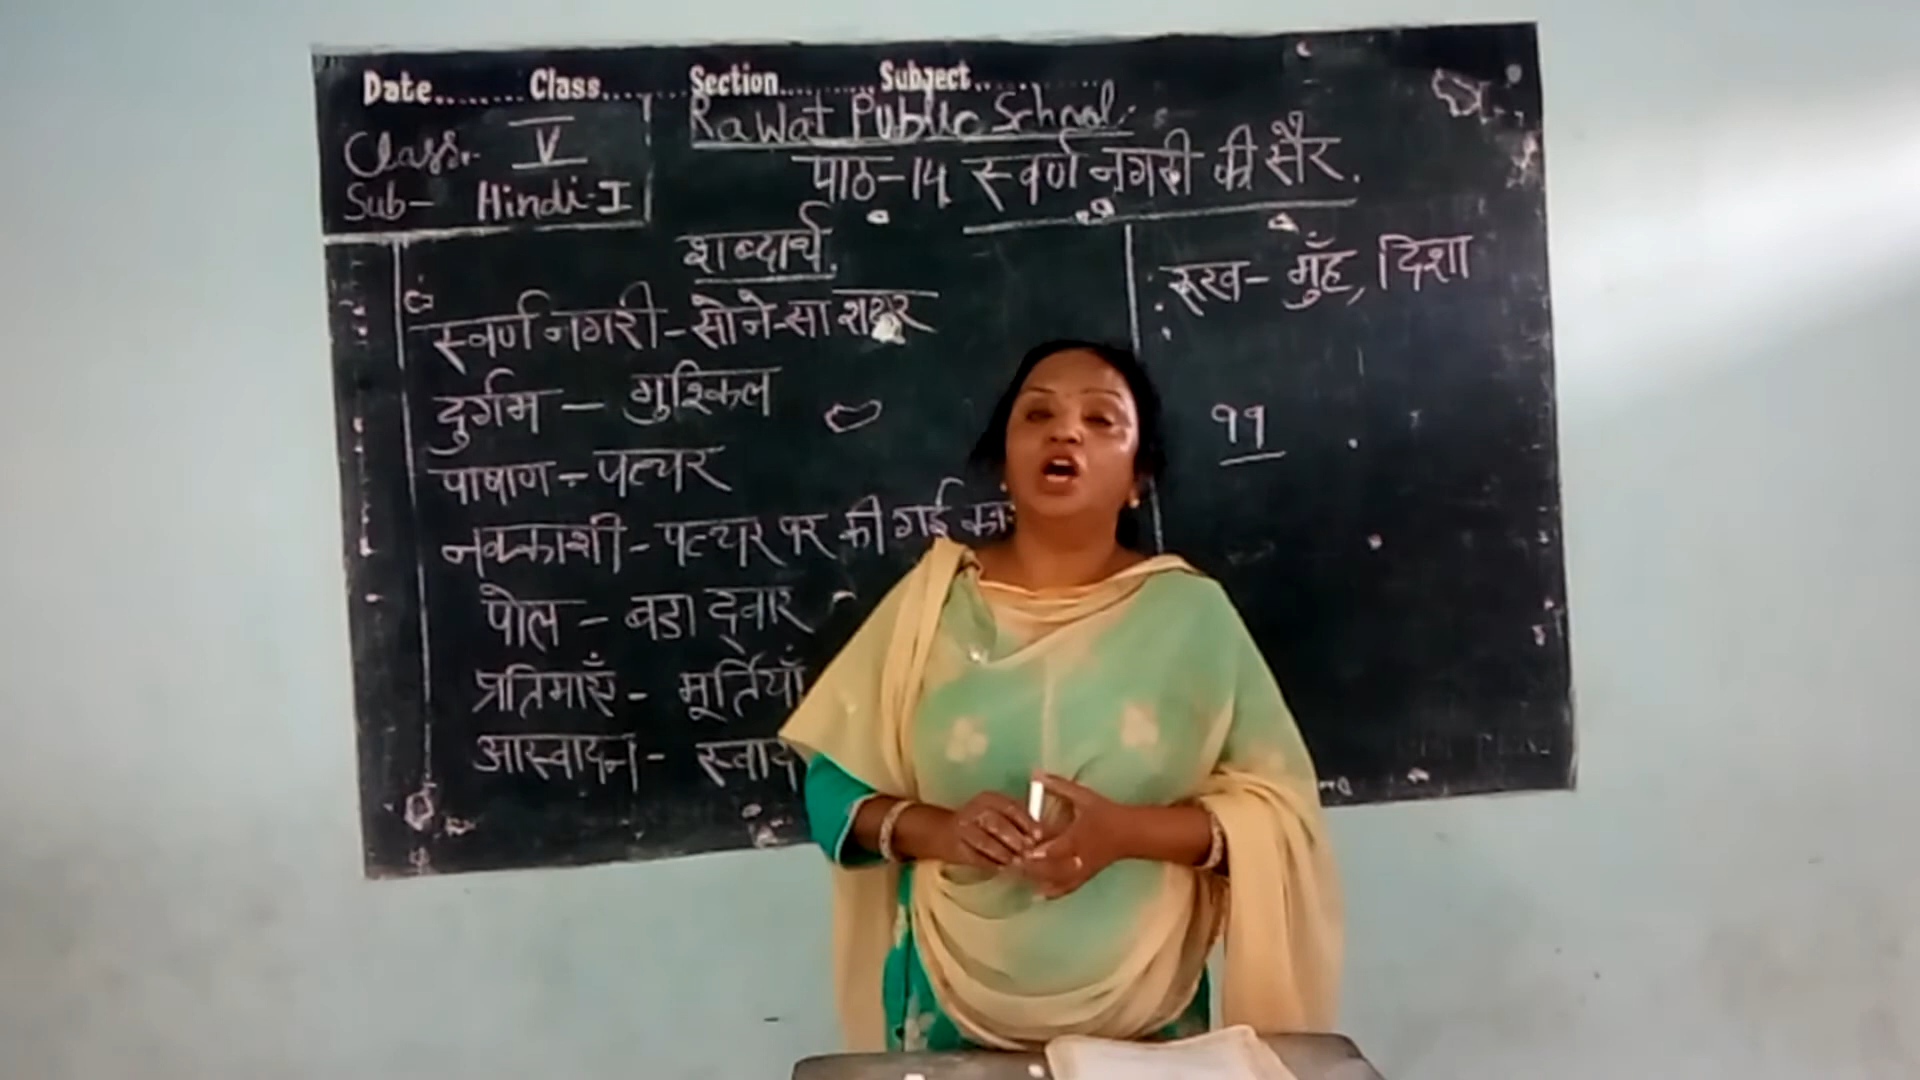 Date........ Class........ Section.......... Subject............
Rawat Public School.
Class- V
Sub- Hindi-I
पाठ-14 स्वर्ण नगरी की सैर.
शब्दार्थ.
स्वर्ण नगरी - सोने-सा शहर
दुर्गम - मुश्किल
पाषाण - पत्थर
नक्काशी - पत्थर पर की गई
पोल - बडा द्वार
प्रतिमाएँ - मूर्तियाँ
आस्वादन -
रूख - मुँह, दिशा
११